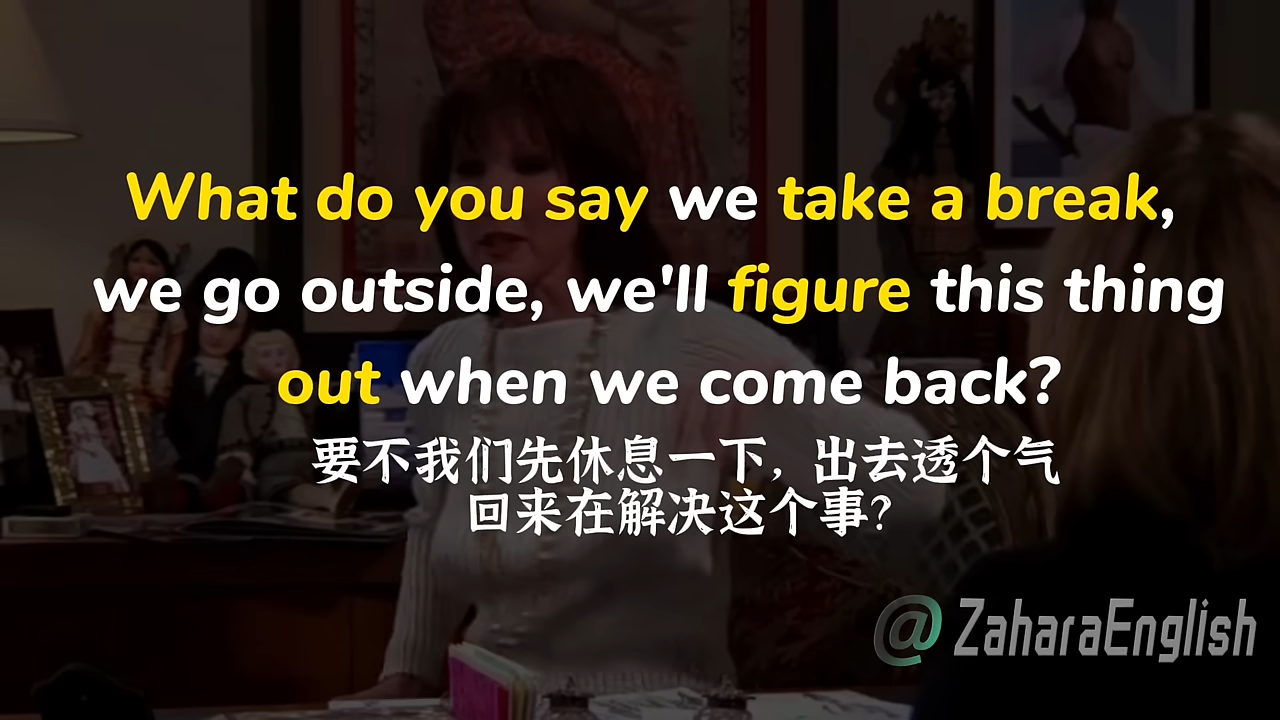 What do you say we take a break,
we go outside, we'll figure this thing
out when we come back?
要不我们先休息一下，出去透个气
回来在解决这个事？
@ZaharaEnglish